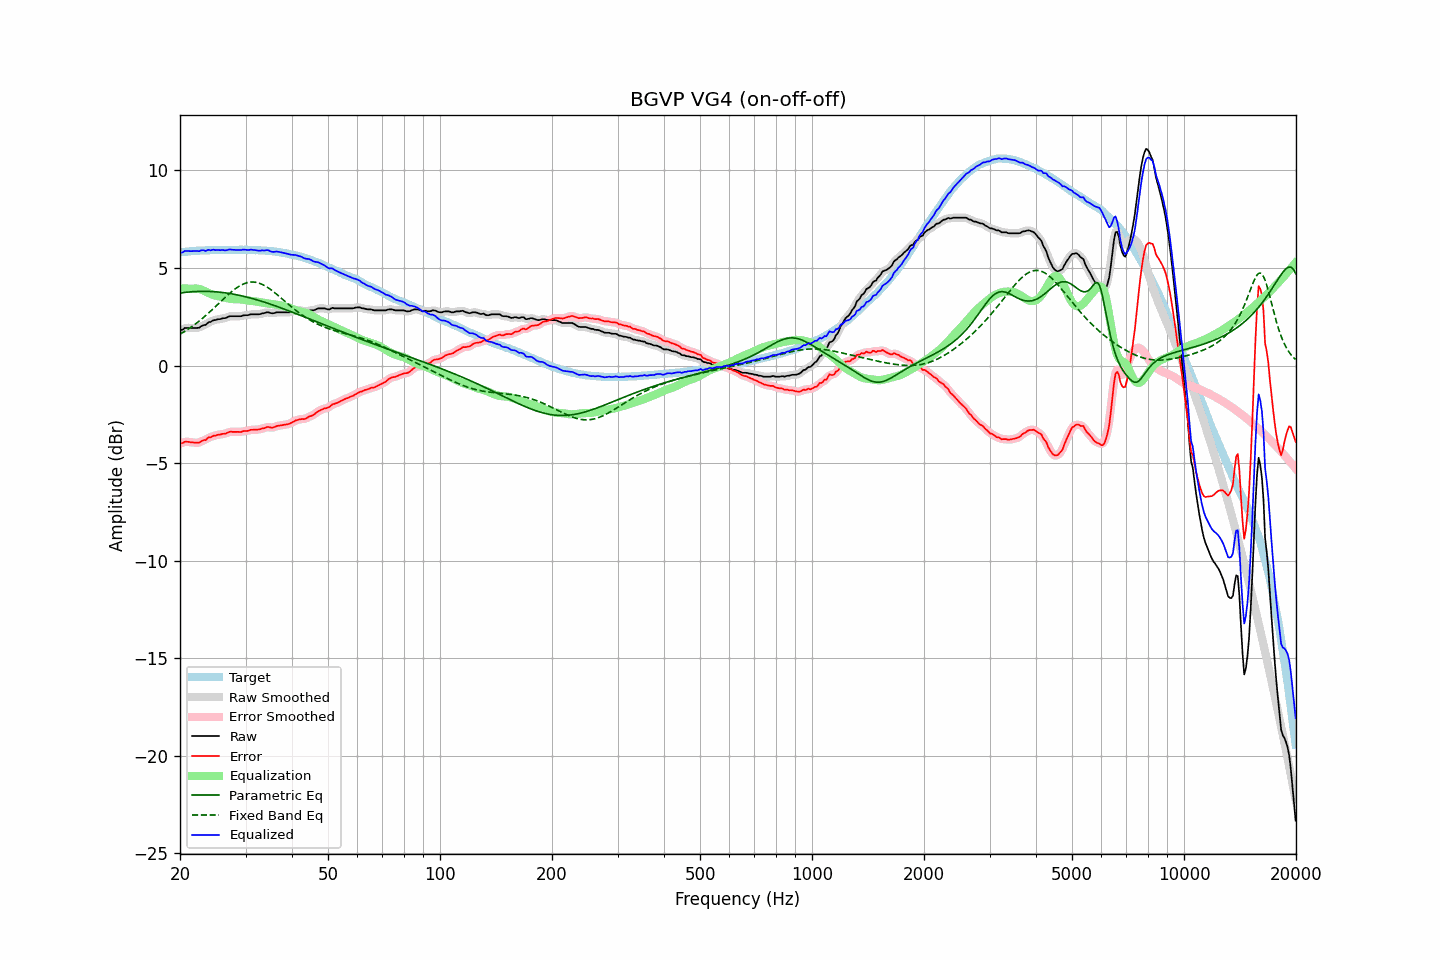 BGVP VG4 (on-off-off)
Amplitude (dBr)
10
5
0
−5
−10
−15
−20
−25
Target
Raw Smoothed
Error Smoothed
Raw
Error
Equalization
Parametric Eq
Fixed Band Eq
Equalized
20 50 100 200 500 1000 2000 5000 10000 20000
Frequency (Hz)